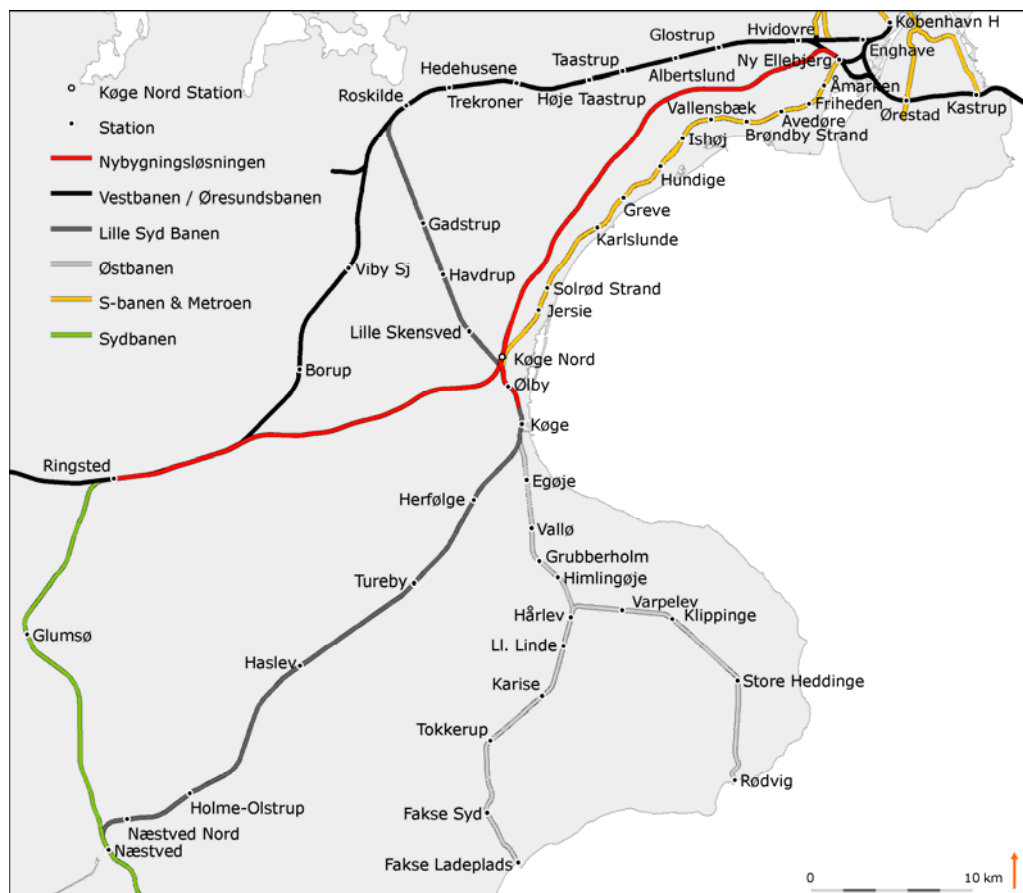 Køge Nord Station
Station
Nybygningsløsningen
Vestbanen / Øresundsbanen
Lille Syd Banen
Østbanen
S-banen & Metroen
Sydbanen
København H
Hvidovre
Glostrup
Enghave
Taastrup
Ny Ellebjerg
Hedehusene
Albertslund
Åmarken
Roskilde
Trekroner
Høje Taastrup
Vallensbæk
Friheden
Kastrup
Ørestad
Avedøre
Brøndby Strand
Ishøj
Hundige
Greve
Gadstrup
Karlslunde
Viby Sj
Havdrup
Solrød Strand
Jersie
Lille Skensved
Køge Nord
Borup
Ølby
Køge
Ringsted
Egøje
Herfølge
Vallø
Grubberholm
Himlingøje
Tureby
Varpelev
Hårlev
Klippinge
Glumsø
Ll. Linde
Haslev
Store Heddinge
Karise
Tokkerup
Rødvig
Holme-Olstrup
Fakse Syd
Næstved Nord
Næstved
Fakse Ladeplads
0
10 km